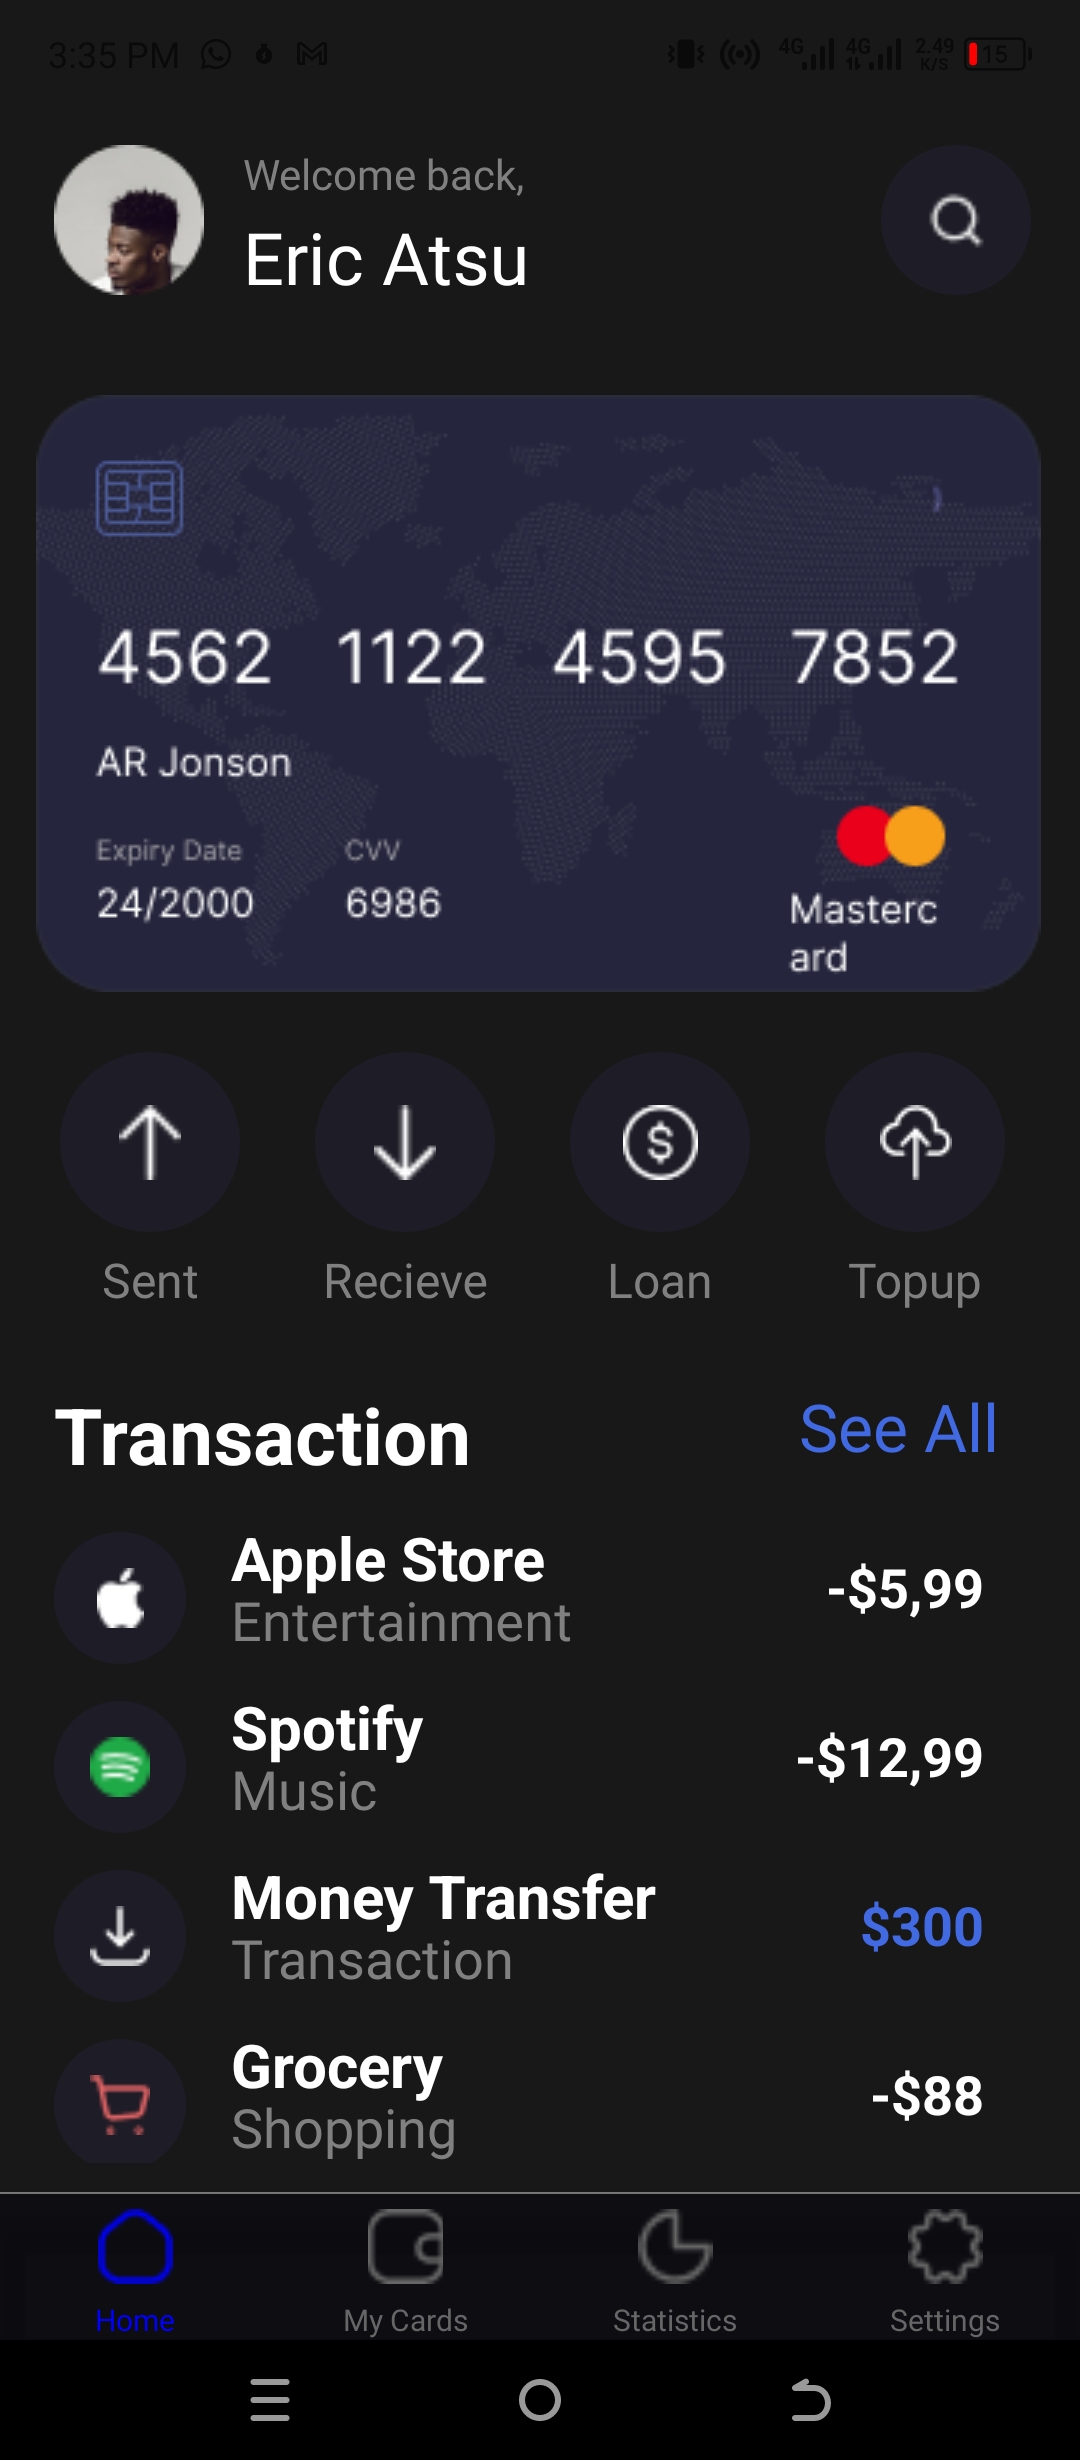 3:35 PM
4G 4G 2.49 K/S 15
Welcome back,
Eric Atsu
4562 1122 4595 7852
AR Jonson
Expiry Date CVV
24/2000 6986
Masterc
ard
Sent Recieve Loan Topup
Transaction See All
Apple Store
Entertainment
-$5,99
Spotify
Music
-$12,99
Money Transfer
Transaction
$300
Grocery
Shopping
-$88
Home My Cards Statistics Settings